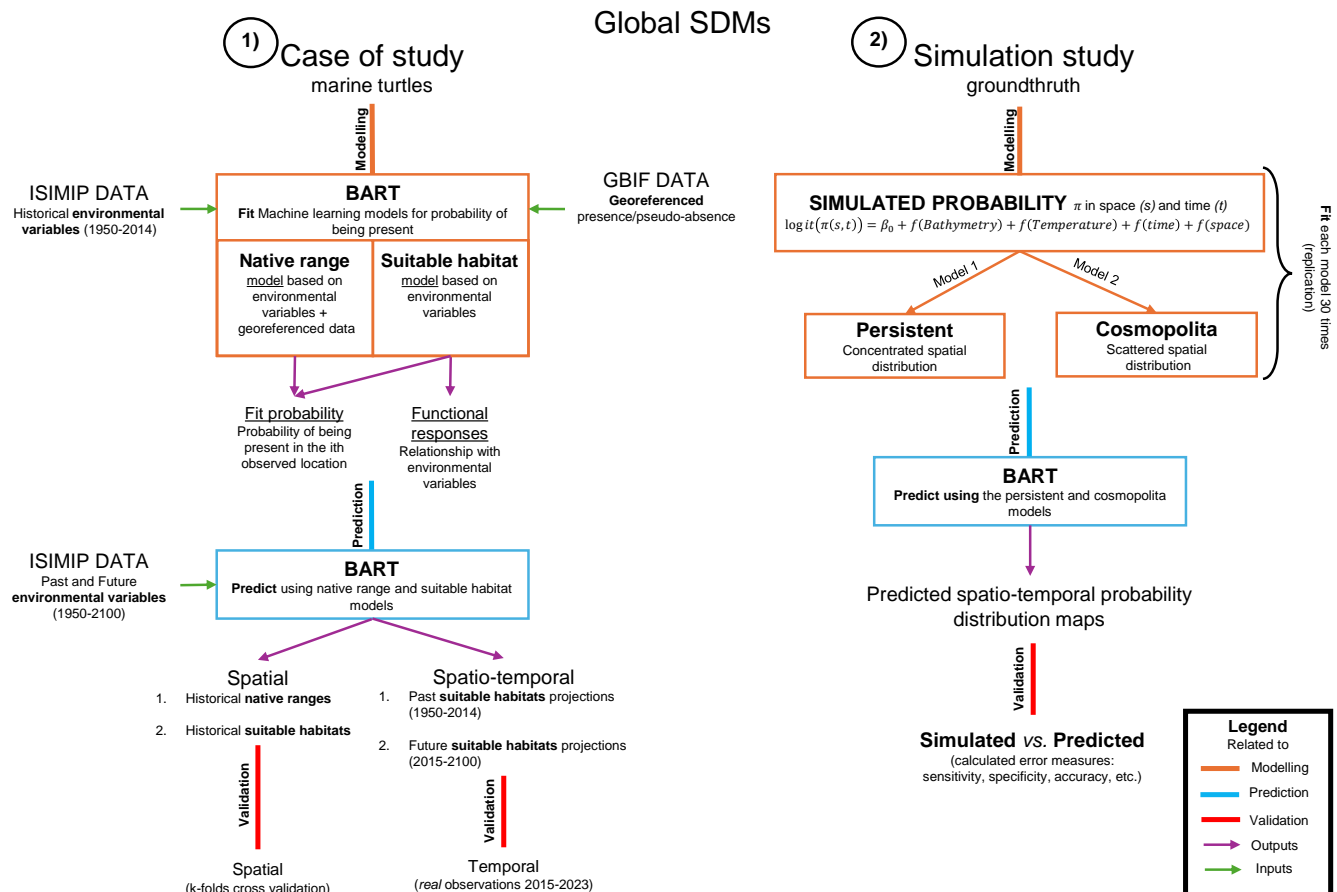 Global SDMs
1)
Case of study
marine turtles
Modelling
ISIMIP DATA
Historical environmental
variables (1950-2014)
BART
Fit Machine learning models for probability of
being present
GBIF DATA
Georeferenced
presence/pseudo-absence
Native range
model based on
environmental
variables +
georeferenced data
Suitable habitat
model based on
environmental
variables
Fit probability
Probability of being
present in the ith
observed location
Functional
responses
Relationship with
environmental
variables
Prediction
ISIMIP DATA
Past and Future
environmental variables
(1950-2100)
BART
Predict using native range and suitable habitat
models
Spatial
1. Historical native ranges
2. Historical suitable habitats
Spatio-temporal
1. Past suitable habitats projections
(1950-2014)
2. Future suitable habitats projections
(2015-2100)
Validation
Validation
Spatial
(k-folds cross validation)
Temporal
(real observations 2015-2023)
2)
Simulation study
groundthruth
Modelling
SIMULATED PROBABILITY π in space (s) and time (t)
logit(π(s,t)) = β0 + f(Bathymetry) + f(Temperature) + f(time) + f(space)
Model 1
Model 2
Persistent
Concentrated spatial
distribution
Cosmopolita
Scattered spatial
distribution
Fit each model 30 times
(replication)
Prediction
BART
Predict using the persistent and cosmopolita
models
Predicted spatio-temporal probability
distribution maps
Validation
Simulated vs. Predicted
(calculated error measures:
sensitivity, specificity, accuracy, etc.)
Legend
Related to
Modelling
Prediction
Validation
Outputs
Inputs